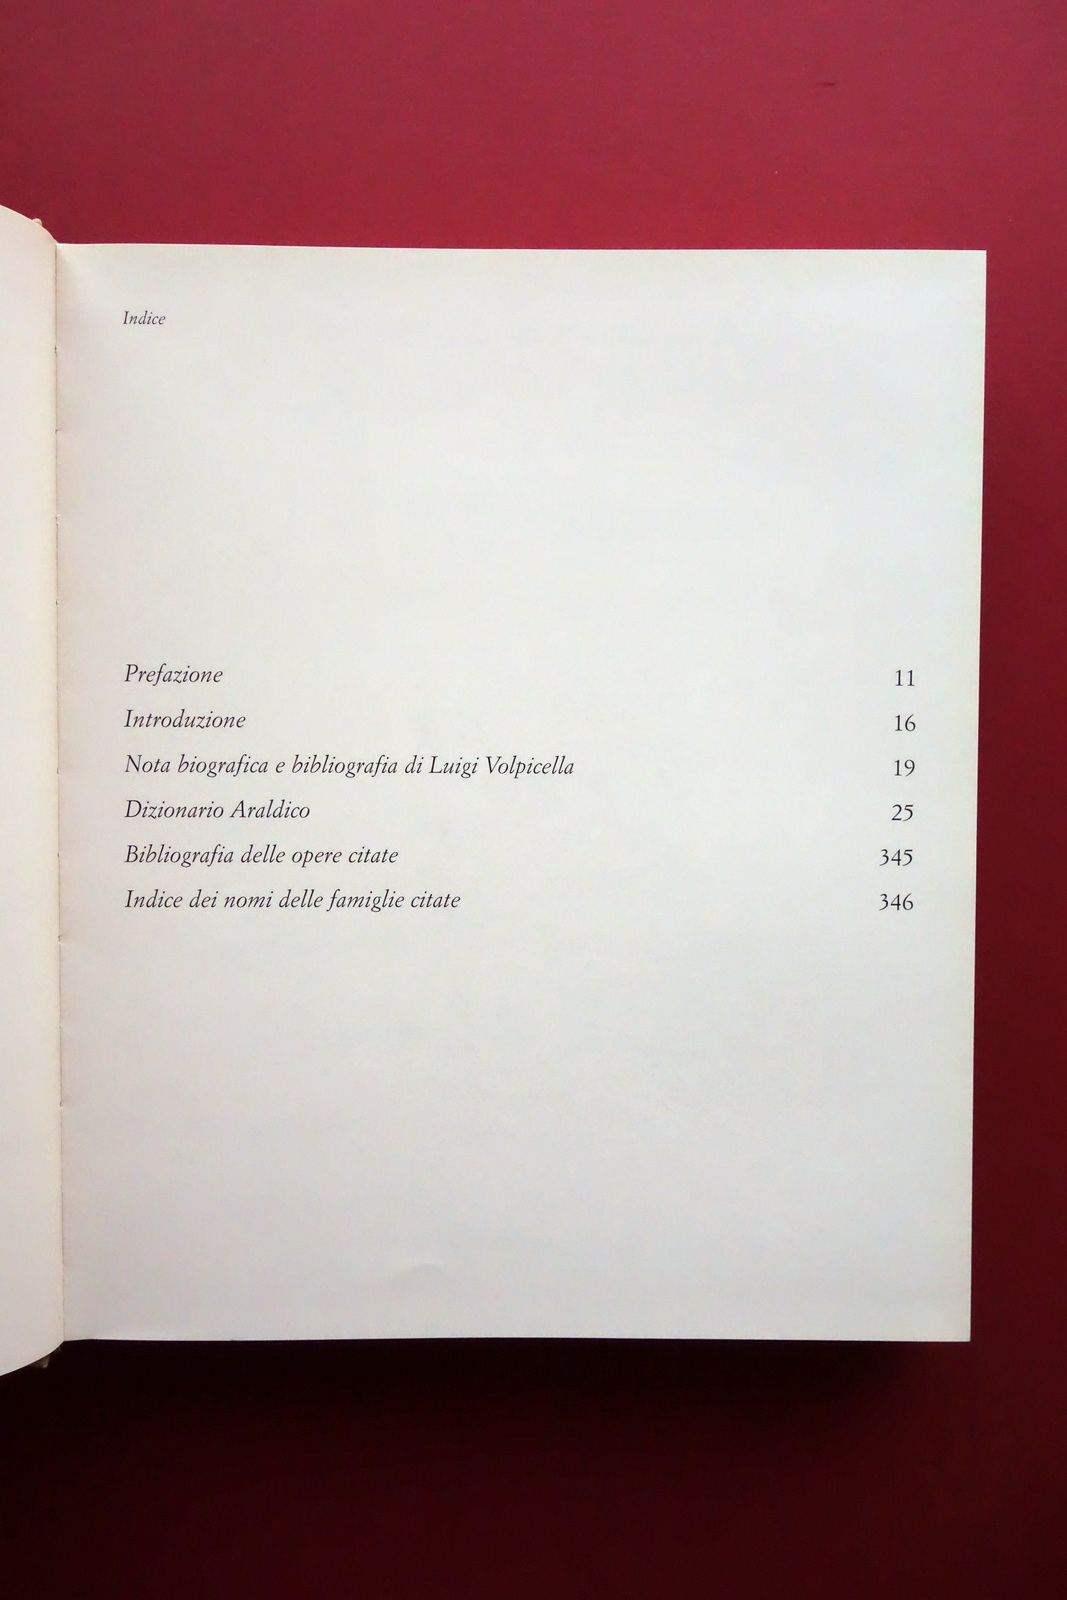 Indice
Prefazione 11
Introduzione 16
Nota biografica e bibliografia di Luigi Volpicella 19
Dizionario Araldico 25
Bibliografia delle opere citate 345
Indice dei nomi delle famiglie citate 346